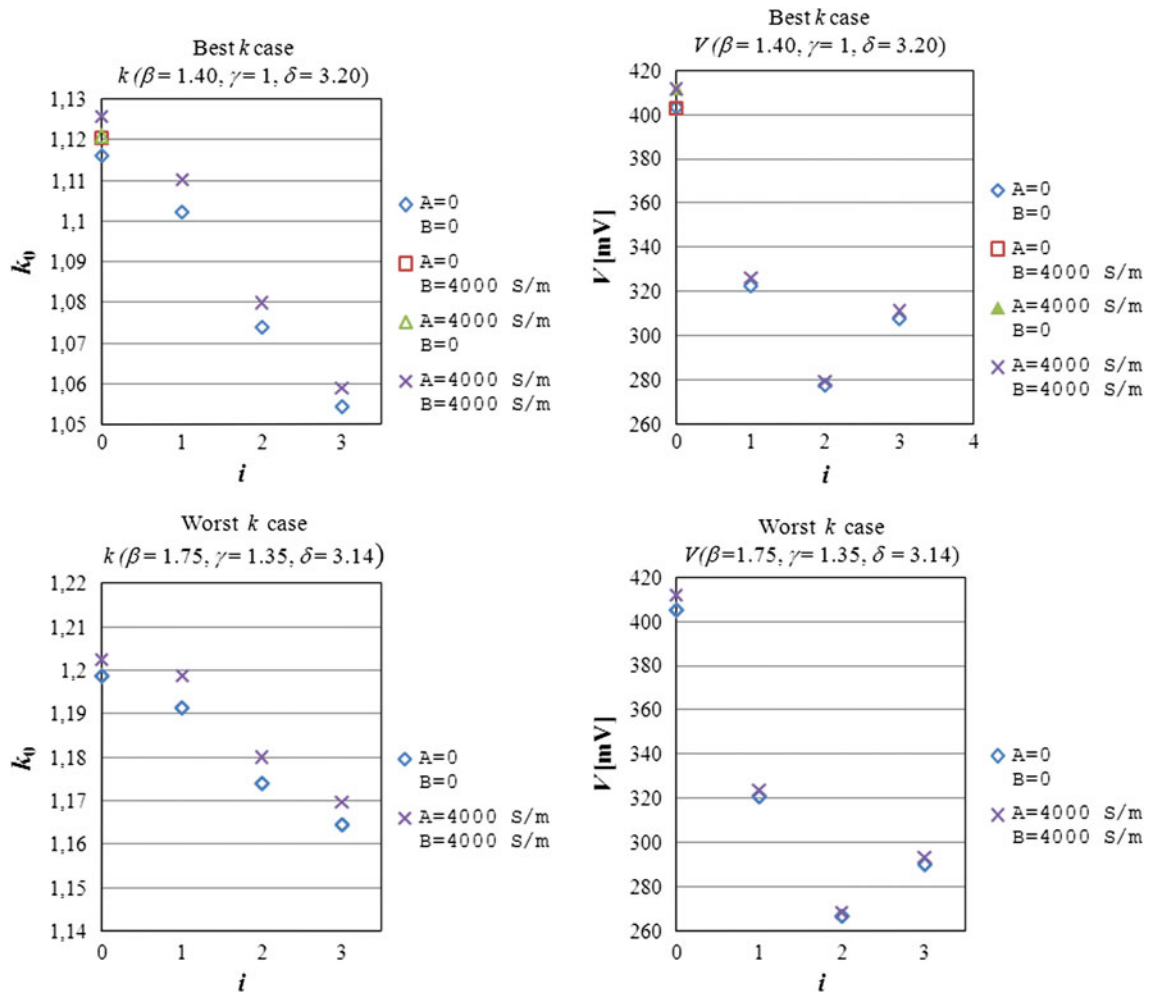 Best k case
k (β = 1.40, γ = 1, δ = 3.20)
1,13
1,12
1,11
1,1
1,09
1,08
1,07
1,06
1,05
k₀
0 1 2 3
i
A=0
B=0
A=0
B=4000 S/m
A=4000 S/m
B=0
A=4000 S/m
B=4000 S/m
Best k case
V (β = 1.40, γ = 1, δ = 3.20)
420
400
380
360
340
320
300
280
260
V [mV]
0 1 2 3 4
i
A=0
B=0
A=0
B=4000 S/m
A=4000 S/m
B=0
A=4000 S/m
B=4000 S/m
Worst k case
k (β = 1.75, γ = 1.35, δ = 3.14)
1,22
1,21
1,2
1,19
1,18
1,17
1,16
1,15
1,14
k₀
0 1 2 3
i
A=0
B=0
A=4000 S/m
B=4000 S/m
Worst k case
V(β=1.75, γ = 1.35, δ = 3.14)
420
400
380
360
340
320
300
280
260
V [mV]
0 1 2 3
i
A=0
B=0
A=4000 S/m
B=4000 S/m